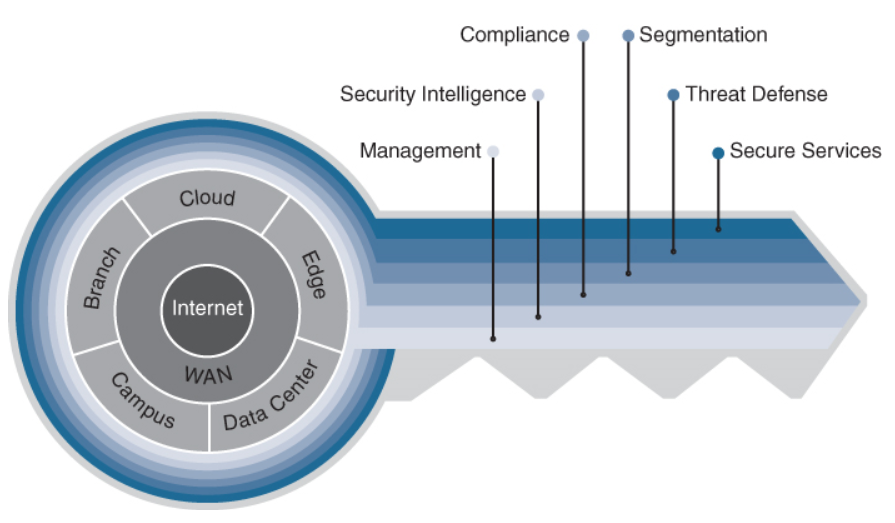 Compliance
Segmentation
Security Intelligence
Threat Defense
Management
Secure Services
Cloud
Branch
Edge
Internet
WAN
Campus
Data Center